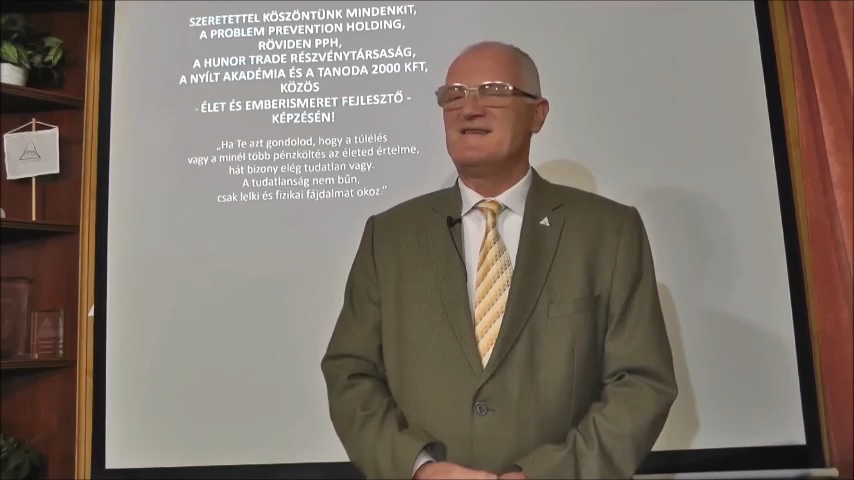 SZERETETTEL KÖSZÖNTÜNK MINDENKIT,
A PROBLEM PREVENTION HOLDING,
RÖVIDEN PPH,
A HUNOR TRADE RÉSZVÉNYTÁRSASÁG,
A NYÍLT AKADÉMIA ÉS A TANODA 2000 KFT,
KÖZÖS
- ÉLET ÉS EMBERISMERET FEJLESZTŐ -
KÉPZÉSÉN!
„Ha Te azt gondolod, hogy a túlélés
vagy a minél több pénzköltés az életed értelme,
hát bizony elég tudatlan vagy.
A tudatlanság nem bűn,
csak lelki és fizikai fájdalmat okoz.”